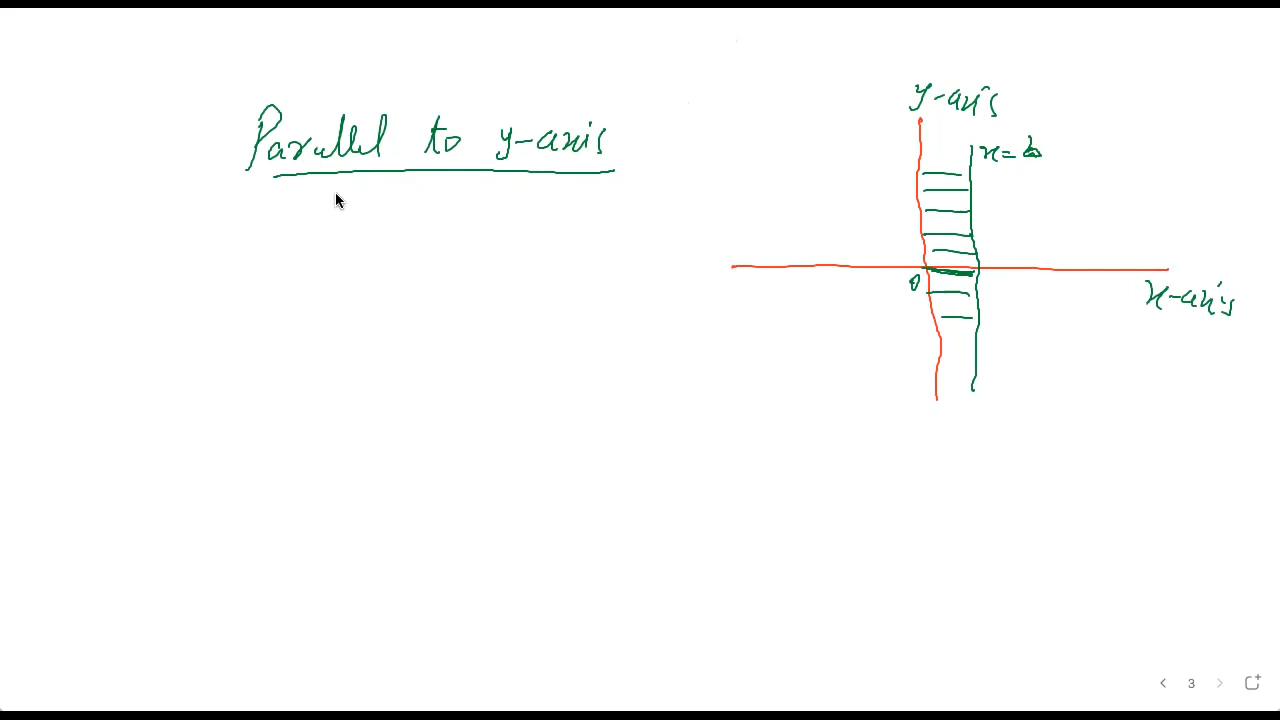 Parallel to y-axis
y-axis
x = b
0
x-axis
3